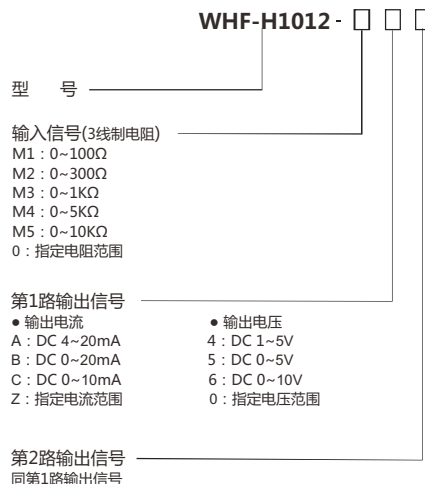 WHF-H1012 - □ □ □
型 号
输入信号(3线制电阻)
M1：0~100Ω
M2：0~300Ω
M3：0~1KΩ
M4：0~5KΩ
M5：0~10KΩ
0：指定电阻范围
第1路输出信号
● 输出电流 ● 输出电压
A：DC 4~20mA 4：DC 1~5V
B：DC 0~20mA 5：DC 0~5V
C：DC 0~10mA 6：DC 0~10V
Z：指定电流范围 0：指定电压范围
第2路输出信号
同第1路输出信号